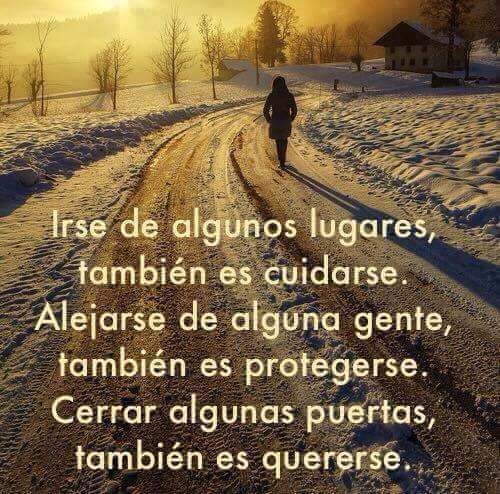 Irse de algunos lugares,
también es cuidarse.
Alejarse de alguna gente,
también es protegerse.
Cerrar algunas puertas,
también es quererse.